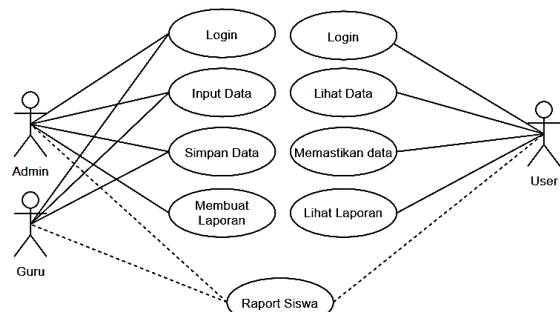 Login
Login
Input Data
Lihat Data
Admin
Simpan Data
Memastikan data
User
Membuat
Laporan
Lihat Laporan
Guru
Raport Siswa